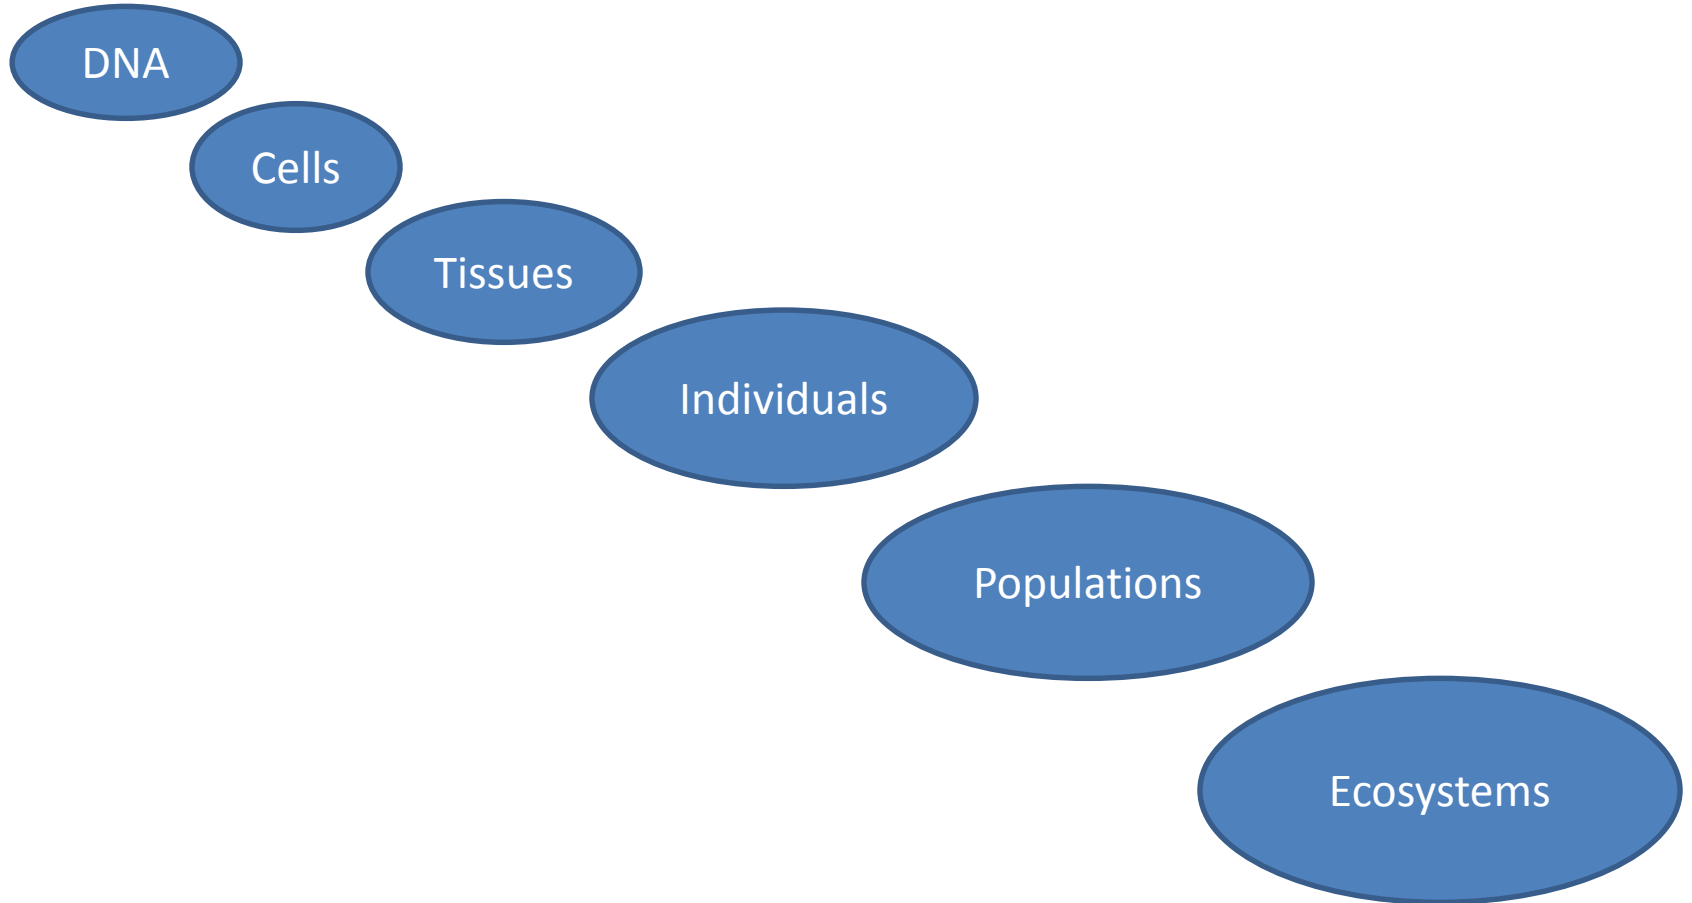 DNA
Cells
Tissues
Individuals
Populations
Ecosystems